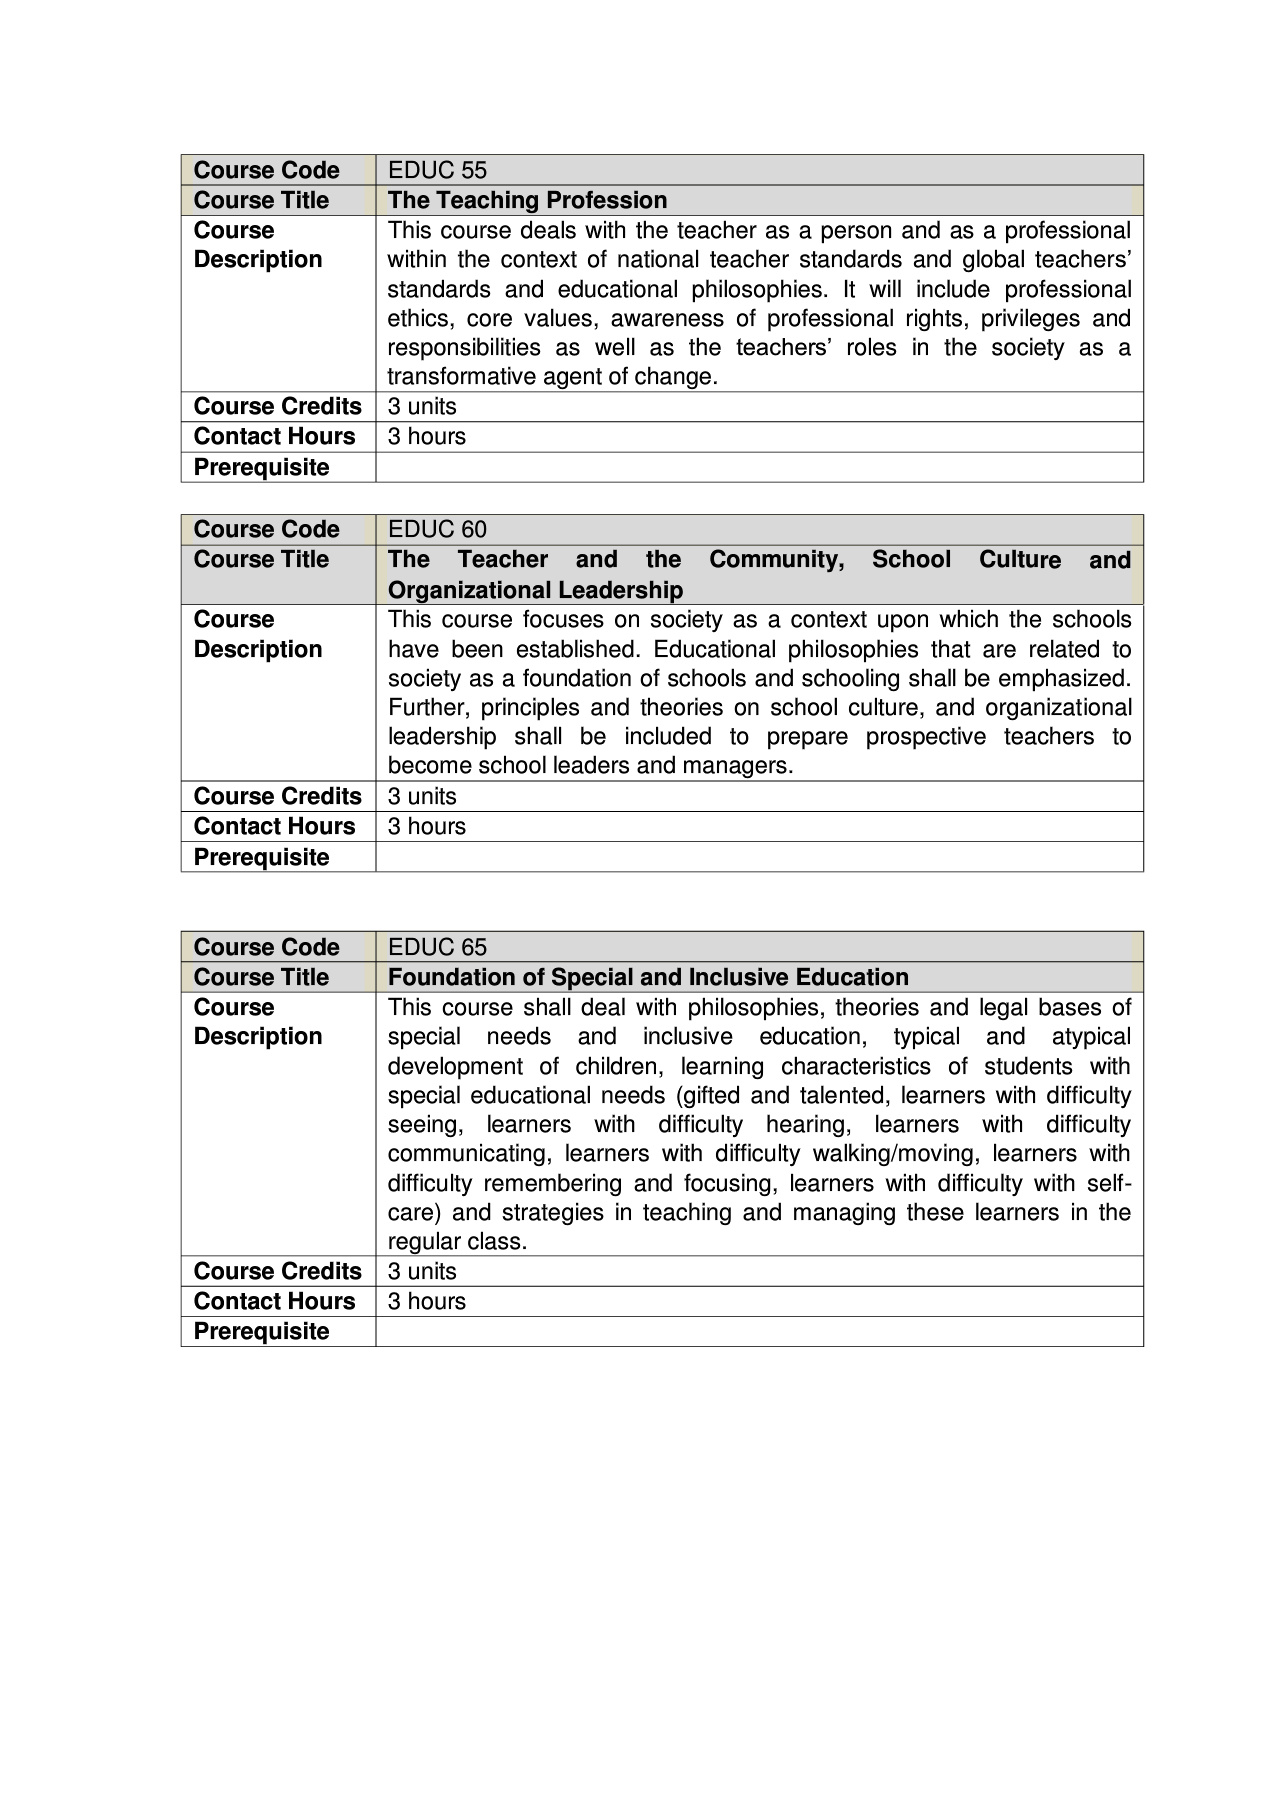 Course Code EDUC 55
Course Title The Teaching Profession
Course This course deals with the teacher as a person and as a professional
Description within the context of national teacher standards and global teachers’
standards and educational philosophies. It will include professional
ethics, core values, awareness of professional rights, privileges and
responsibilities as well as the teachers’ roles in the society as a
transformative agent of change.
Course Credits 3 units
Contact Hours 3 hours
Prerequisite
Course Code EDUC 60
Course Title The Teacher and the Community, School Culture and
Organizational Leadership
Course This course focuses on society as a context upon which the schools
Description have been established. Educational philosophies that are related to
society as a foundation of schools and schooling shall be emphasized.
Further, principles and theories on school culture, and organizational
leadership shall be included to prepare prospective teachers to
become school leaders and managers.
Course Credits 3 units
Contact Hours 3 hours
Prerequisite
Course Code EDUC 65
Course Title Foundation of Special and Inclusive Education
Course This course shall deal with philosophies, theories and legal bases of
Description special needs and inclusive education, typical and atypical
development of children, learning characteristics of students with
special educational needs (gifted and talented, learners with difficulty
seeing, learners with difficulty hearing, learners with difficulty
communicating, learners with difficulty walking/moving, learners with
difficulty remembering and focusing, learners with difficulty with self-
care) and strategies in teaching and managing these learners in the
regular class.
Course Credits 3 units
Contact Hours 3 hours
Prerequisite